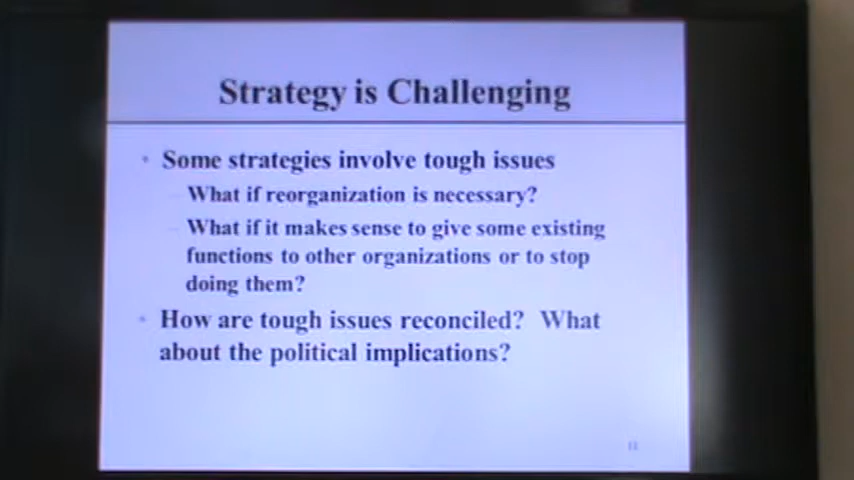 Strategy is Challenging
• Some strategies involve tough issues
– What if reorganization is necessary?
– What if it makes sense to give some existing
functions to other organizations or to stop
doing them?
• How are tough issues reconciled? What
about the political implications?
11